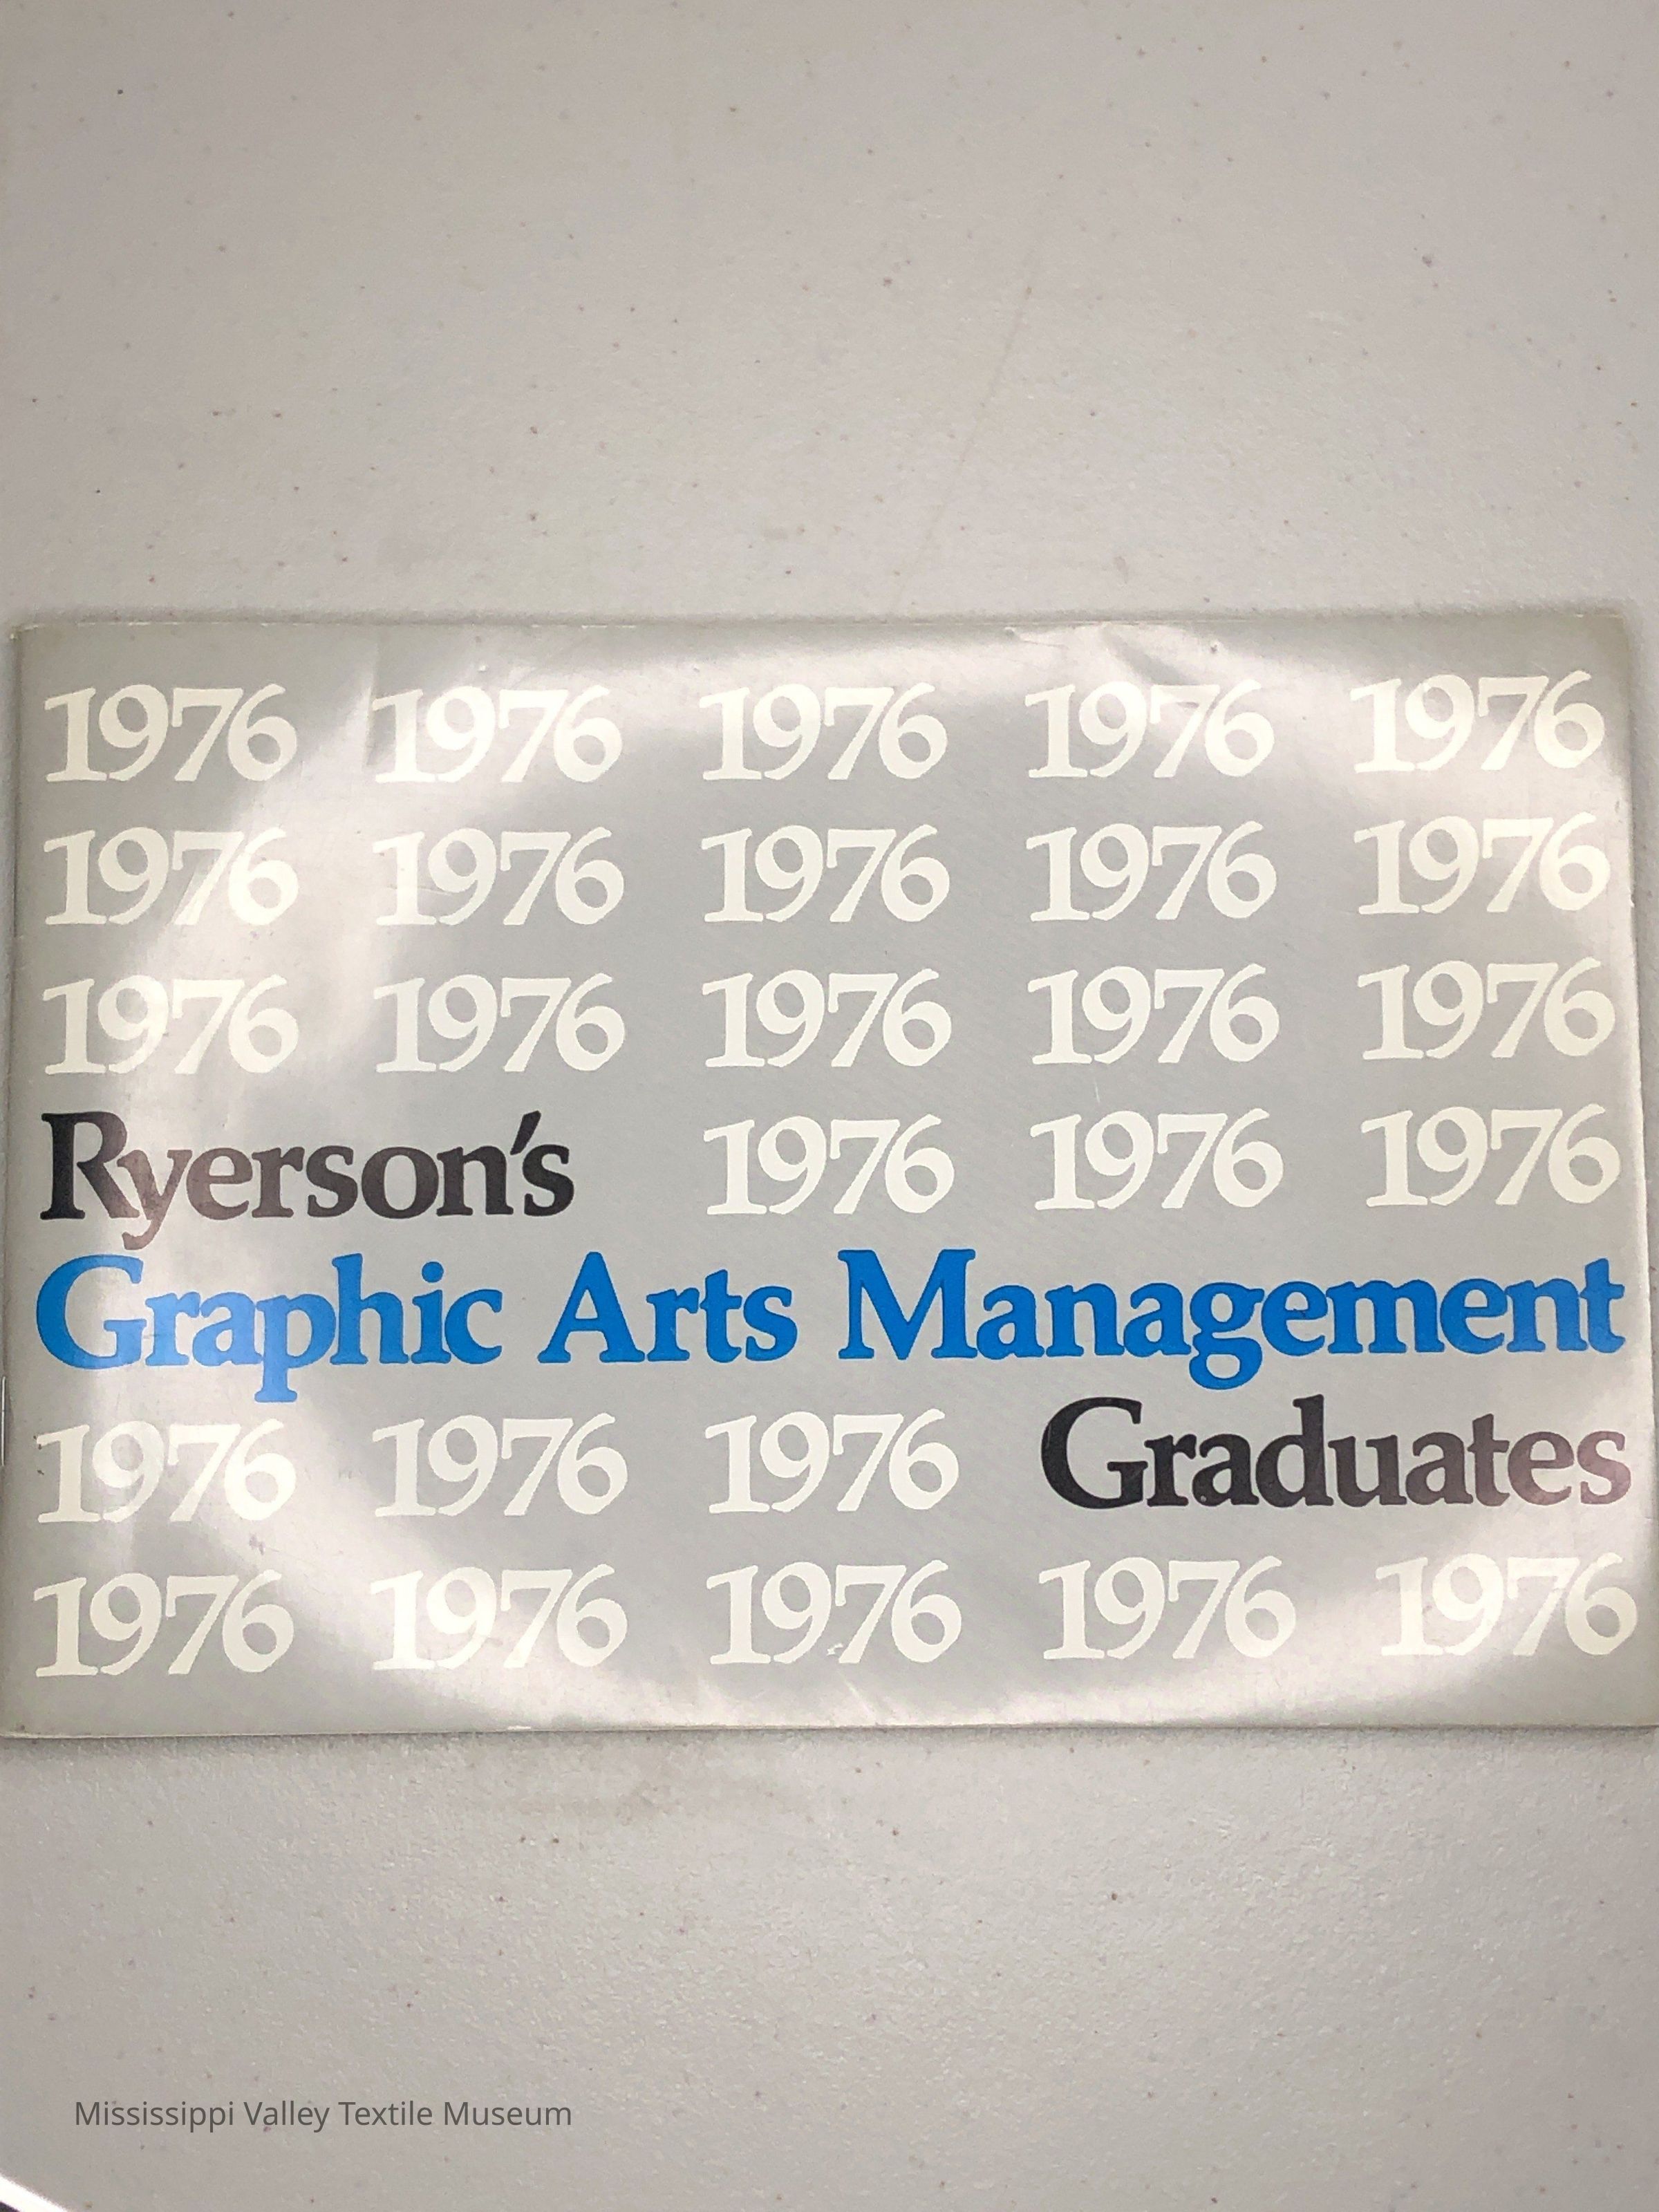 1976 1976 1976 1976 1976
1976 1976 1976 1976 1976
1976 1976 1976 1976 1976
Ryerson's 1976 1976 1976
Graphic Arts Management
1976 1976 1976 Graduates
1976 1976 1976 1976 1976
Mississippi Valley Textile Museum